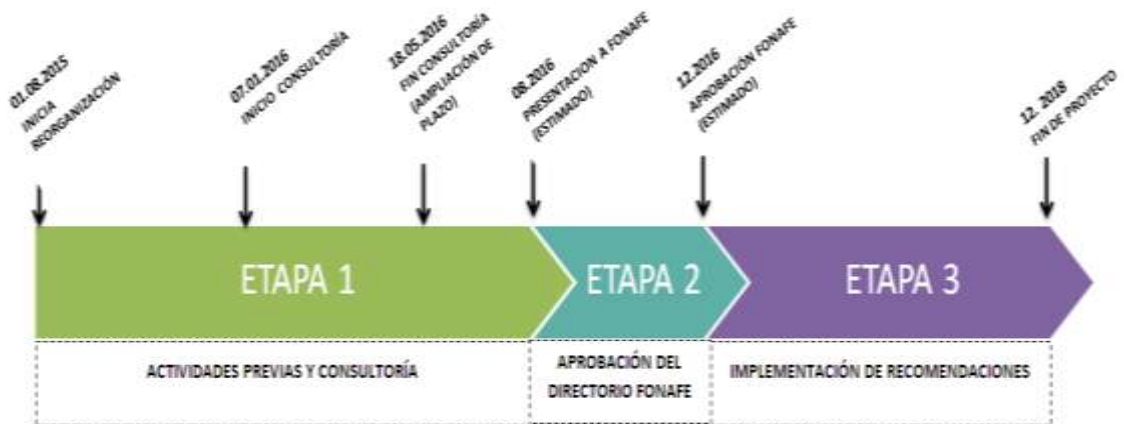 01.08.2015
INICIA
REORGANIZACIÓN
07.01.2016
INICIO CONSULTORÍA
18.05.2016
FIN CONSULTORÍA
(AMPLIACIÓN DE
PLAZO)
08.2016
PRESENTACION A FONAFE
(ESTIMADO)
12.2016
APROBACIÓN FONAFE
(ESTIMADO)
12. 2018
FIN DE PROYECTO
ETAPA 1
ETAPA 2
ETAPA 3
ACTIVIDADES PREVIAS Y CONSULTORÍA
APROBACIÓN DEL
DIRECTORIO FONAFE
IMPLEMENTACIÓN DE RECOMENDACIONES